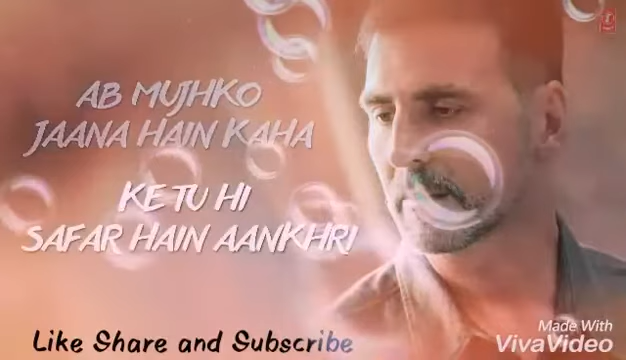 AB MUJHKO
JAANA HAIN KAHA
KE TU HI
SAFAR HAIN AANKHRI
Like Share and Subscribe
Made With
VivaVideo